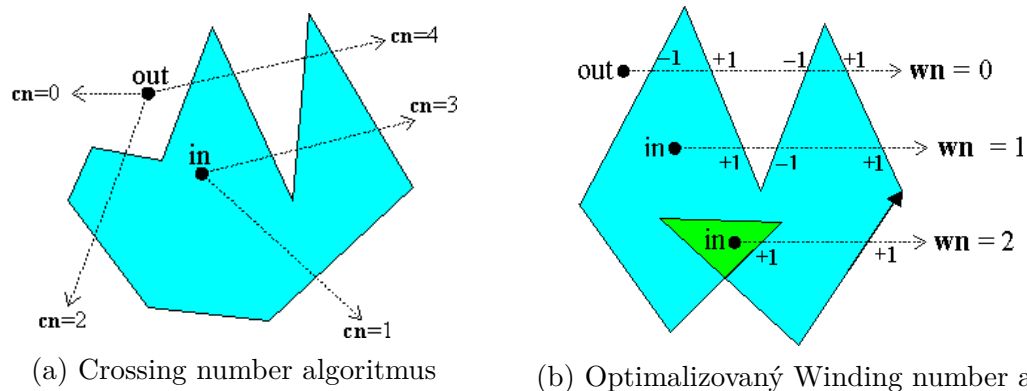 cn=4
out
cn=0
cn=3
in
cn=2
cn=1
(a) Crossing number algoritmus
out
−1
+1
−1
+1
wn = 0
in
+1
−1
+1
wn = 1
in
+1
+1
wn = 2
(b) Optimalizovaný Winding number a